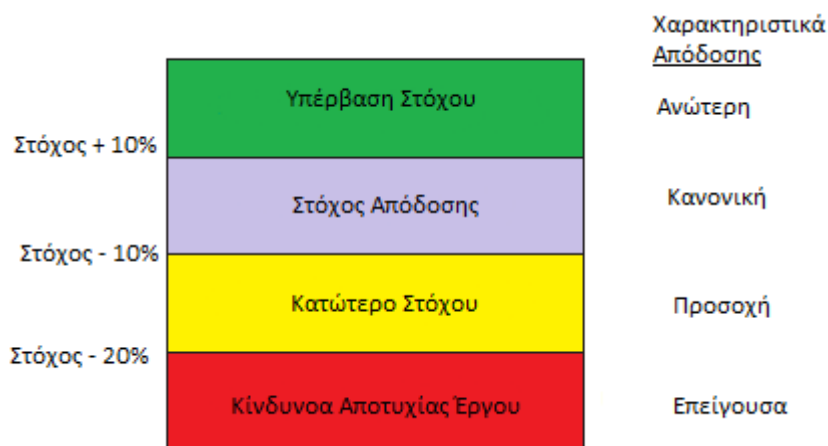 Χαρακτηριστικά
Απόδοσης
Υπέρβαση Στόχου
Ανώτερη
Στόχος + 10%
Στόχος Απόδοσης
Κανονική
Στόχος - 10%
Κατώτερο Στόχου
Προσοχή
Στόχος - 20%
Κίνδυνοα Αποτυχίας Έργου
Επείγουσα